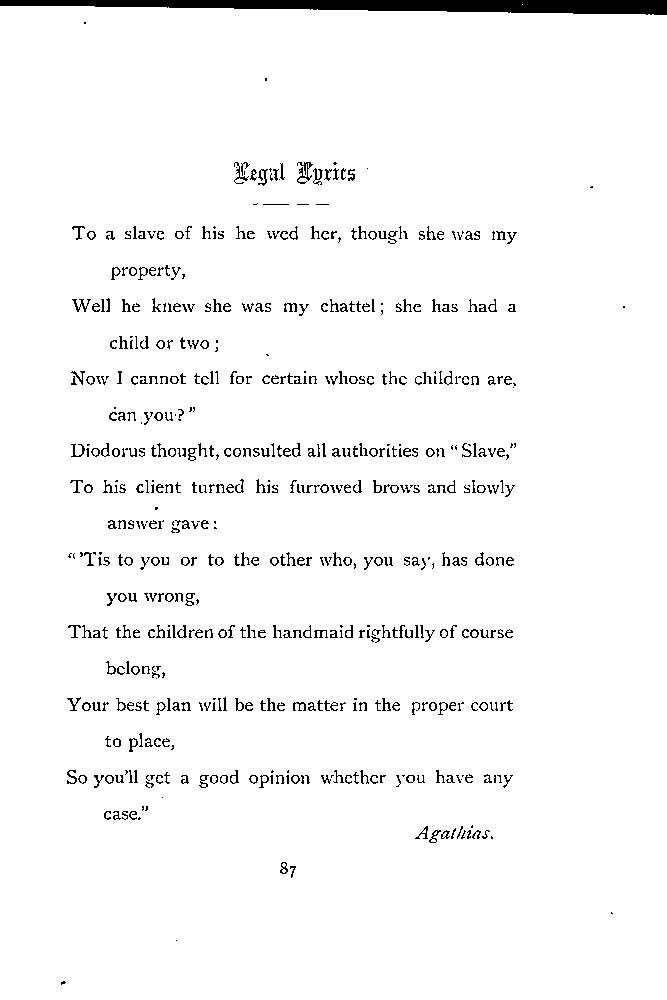 Legal Lyrics
To a slave of his he wed her, though she was my
property,
Well he knew she was my chattel; she has had a
child or two;
Now I cannot tell for certain whose the children are,
can you?"
Diodorus thought, consulted all authorities on "Slave,"
To his client turned his furrowed brows and slowly
answer gave:
"'Tis to you or to the other who, you say, has done
you wrong,
That the children of the handmaid rightfully of course
belong,
Your best plan will be the matter in the proper court
to place,
So you'll get a good opinion whether you have any
case."
Agathias.
87